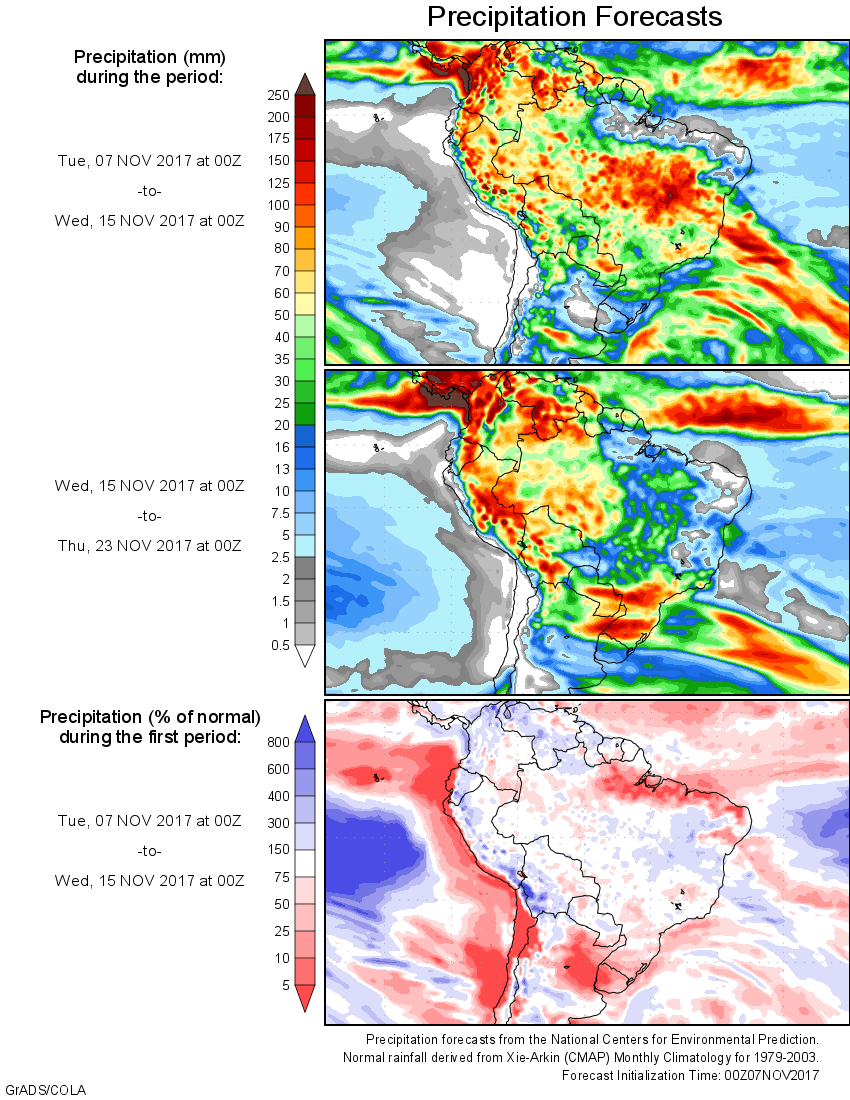 Precipitation Forecasts
Precipitation (mm)
during the period:
Tue, 07 NOV 2017 at 00Z
-to-
Wed, 15 NOV 2017 at 00Z
250
200
175
150
125
100
90
80
70
60
50
40
35
30
25
20
16
13
10
7.5
5
2.5
2
1.5
1
0.5
Wed, 15 NOV 2017 at 00Z
-to-
Thu, 23 NOV 2017 at 00Z
Precipitation (% of normal)
during the first period:
Tue, 07 NOV 2017 at 00Z
-to-
Wed, 15 NOV 2017 at 00Z
800
600
400
300
150
75
50
25
10
5
Precipitation forecasts from the National Centers for Environmental Prediction.
Normal rainfall derived from Xie-Arkin (CMAP) Monthly Climatology for 1979-2003.
Forecast Initialization Time: 00Z07NOV2017
GrADS/COLA